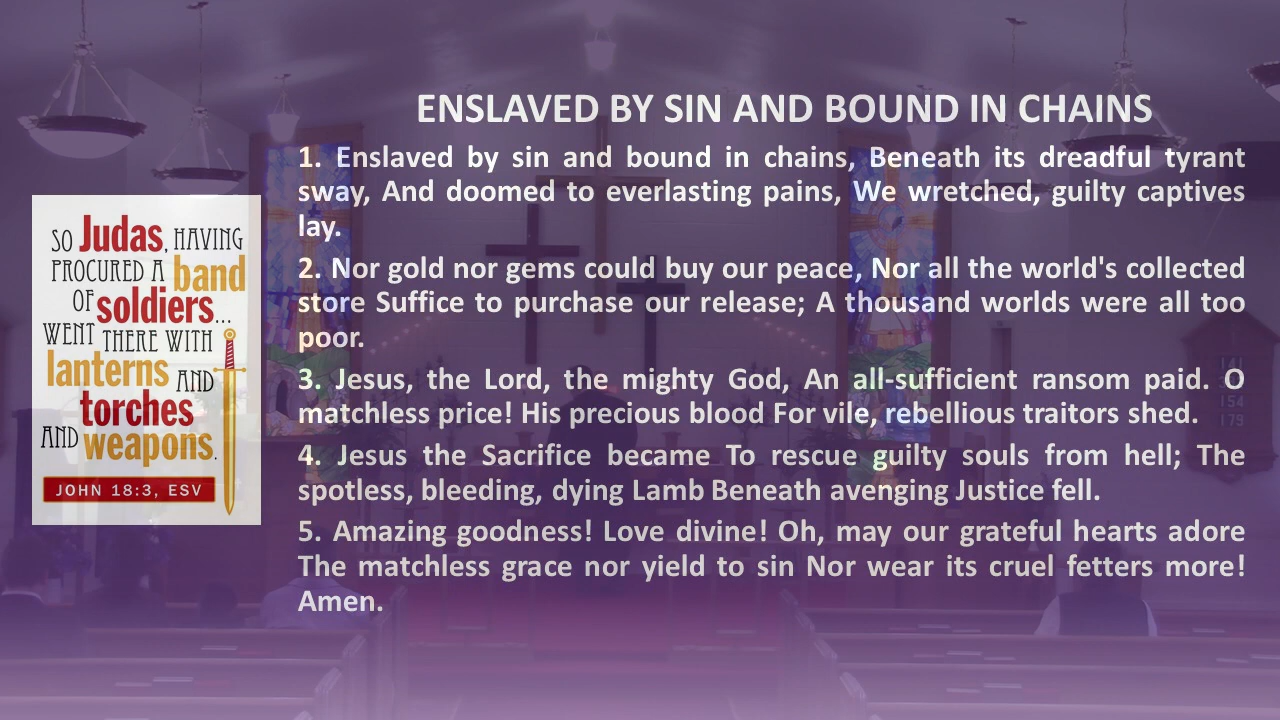 SO Judas, HAVING
PROCURED A band
OF soldiers...
WENT THERE WITH
lanterns AND
torches
AND weapons.
JOHN 18:3, ESV
ENSLAVED BY SIN AND BOUND IN CHAINS
1. Enslaved by sin and bound in chains, Beneath its dreadful tyrant
sway, And doomed to everlasting pains, We wretched, guilty captives
lay.
2. Nor gold nor gems could buy our peace, Nor all the world's collected
store Suffice to purchase our release; A thousand worlds were all too
poor.
3. Jesus, the Lord, the mighty God, An all-sufficient ransom paid. O
matchless price! His precious blood For vile, rebellious traitors shed.
4. Jesus the Sacrifice became To rescue guilty souls from hell; The
spotless, bleeding, dying Lamb Beneath avenging Justice fell.
5. Amazing goodness! Love divine! Oh, may our grateful hearts adore
The matchless grace nor yield to sin Nor wear its cruel fetters more!
Amen.
154
179